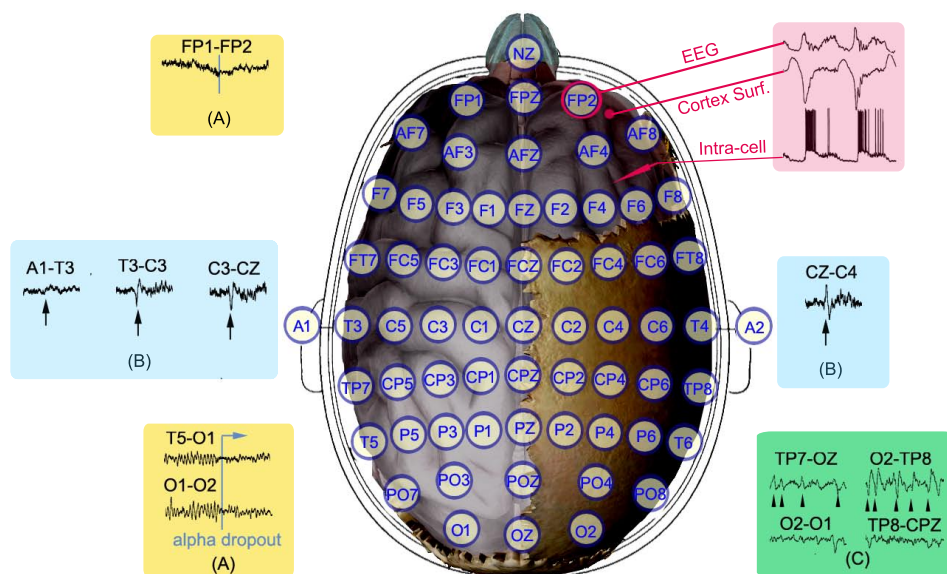 FP1-FP2
(A)
NZ
EEG
Cortex Surf.
Intra-cell
FP1 FPZ FP2
AF7 AF8
AF3 AFZ AF4
F7 F5 F3 F1 FZ F2 F4 F6 F8
A1-T3 T3-C3 C3-CZ
(B)
FT7 FC5 FC3 FC1 FCZ FC2 FC4 FC6 FT8
CZ-C4
(B)
A1 T3 C5 C3 C1 CZ C2 C4 C6 T4 A2
TP7 CP5 CP3 CP1 CPZ CP2 CP4 CP6 TP8
T5 P5 P3 P1 PZ P2 P4 P6 T6
PO7 PO3 POZ PO4 PO8
O1 OZ O2
T5-O1
O1-O2
alpha dropout
(A)
TP7-OZ O2-TP8
O2-O1 TP8-CPZ
(C)